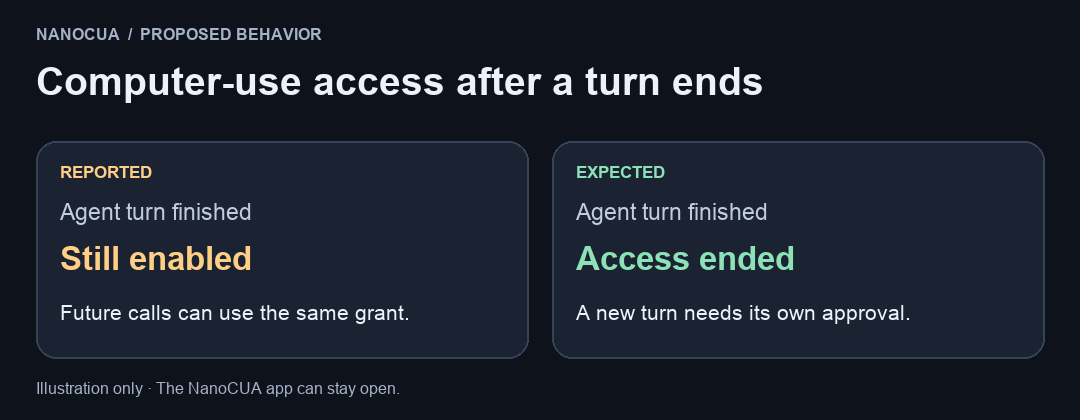 NANOCUA / PROPOSED BEHAVIOR
Computer-use access after a turn ends
REPORTED
Agent turn finished
Still enabled
Future calls can use the same grant.
EXPECTED
Agent turn finished
Access ended
A new turn needs its own approval.
Illustration only · The NanoCUA app can stay open.